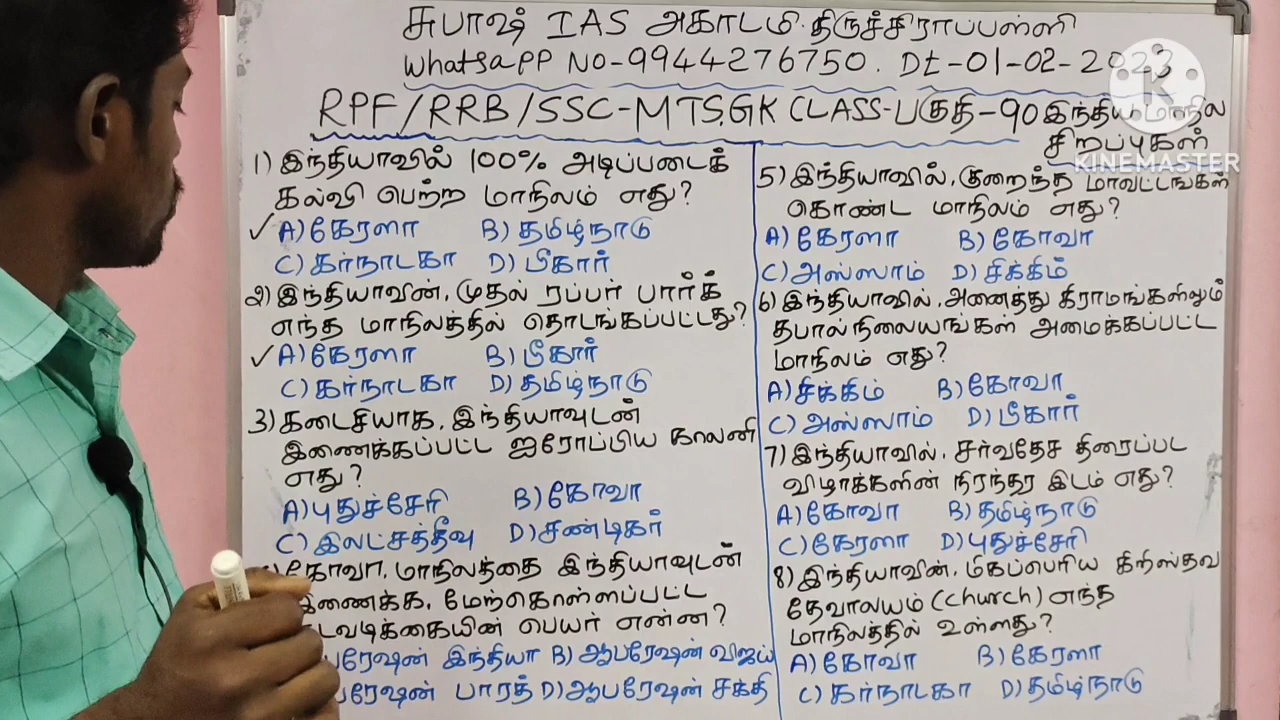 சுபாஷ் IAS அகாடமி திருச்சிராப்பள்ளி
WhatsaPP NO-9944276750. Dt-01-02-2023
RPF/RRB/SSC-MTS.GK CLASS-பகுதி-90 இந்திய மாநில
சிறப்புகள்
KINEMASTER
1) இந்தியாவில் 100% அடிப்படைக்
கல்வி பெற்ற மாநிலம் எது?
✓ A) கேரளா B) தமிழ்நாடு
C) கர்நாடகா D) பீகார்
2) இந்தியாவின், முதல் ரப்பர் பார்க்
எந்த மாநிலத்தில் தொடங்கப்பட்டது?
✓ A) கேரளா B) பீகார்
C) கர்நாடகா D) தமிழ்நாடு
3) கடைசியாக, இந்தியாவுடன்
இணைக்கப்பட்ட ஐரோப்பிய காலனி
எது?
A) புதுச்சேரி B) கோவா
C) இலட்சத்தீவு D) சண்டிகர்
கோவா, மாநிலத்தை இந்தியாவுடன்
இணைக்க, மேற்கொள்ளப்பட்ட
டவடிக்கையின் பெயர் என்ன?
பரேஷன் இந்தியா B) ஆபரேஷன் விஜய்
பரேஷன் பாரத் D) ஆபரேஷன் சக்தி
5) இந்தியாவில், குறைந்த மாவட்டங்கள்
கொண்ட மாநிலம் எது?
A) கேரளா B) கோவா
C) அஸ்ஸாம் D) சிக்கிம்
6) இந்தியாவில், அனைத்து கிராமங்களிலும்
தபால்நிலையங்கள் அமைக்கப்பட்ட
மாநிலம் எது?
A) சிக்கிம் B) கோவா
C) அஸ்ஸாம் D) பீகார்
7) இந்தியாவில், சர்வதேச திரைப்பட
விழாக்களின் நிரந்தர இடம் எது?
A) கோவா B) தமிழ்நாடு
C) கேரளா D) புதுச்சேரி
8) இந்தியாவின், மிகப்பெரிய கிறிஸ்தவ
தேவாலயம் (church) எந்த
மாநிலத்தில் உள்ளது?
A) கோவா B) கேரளா
C) கர்நாடகா D) தமிழ்நாடு